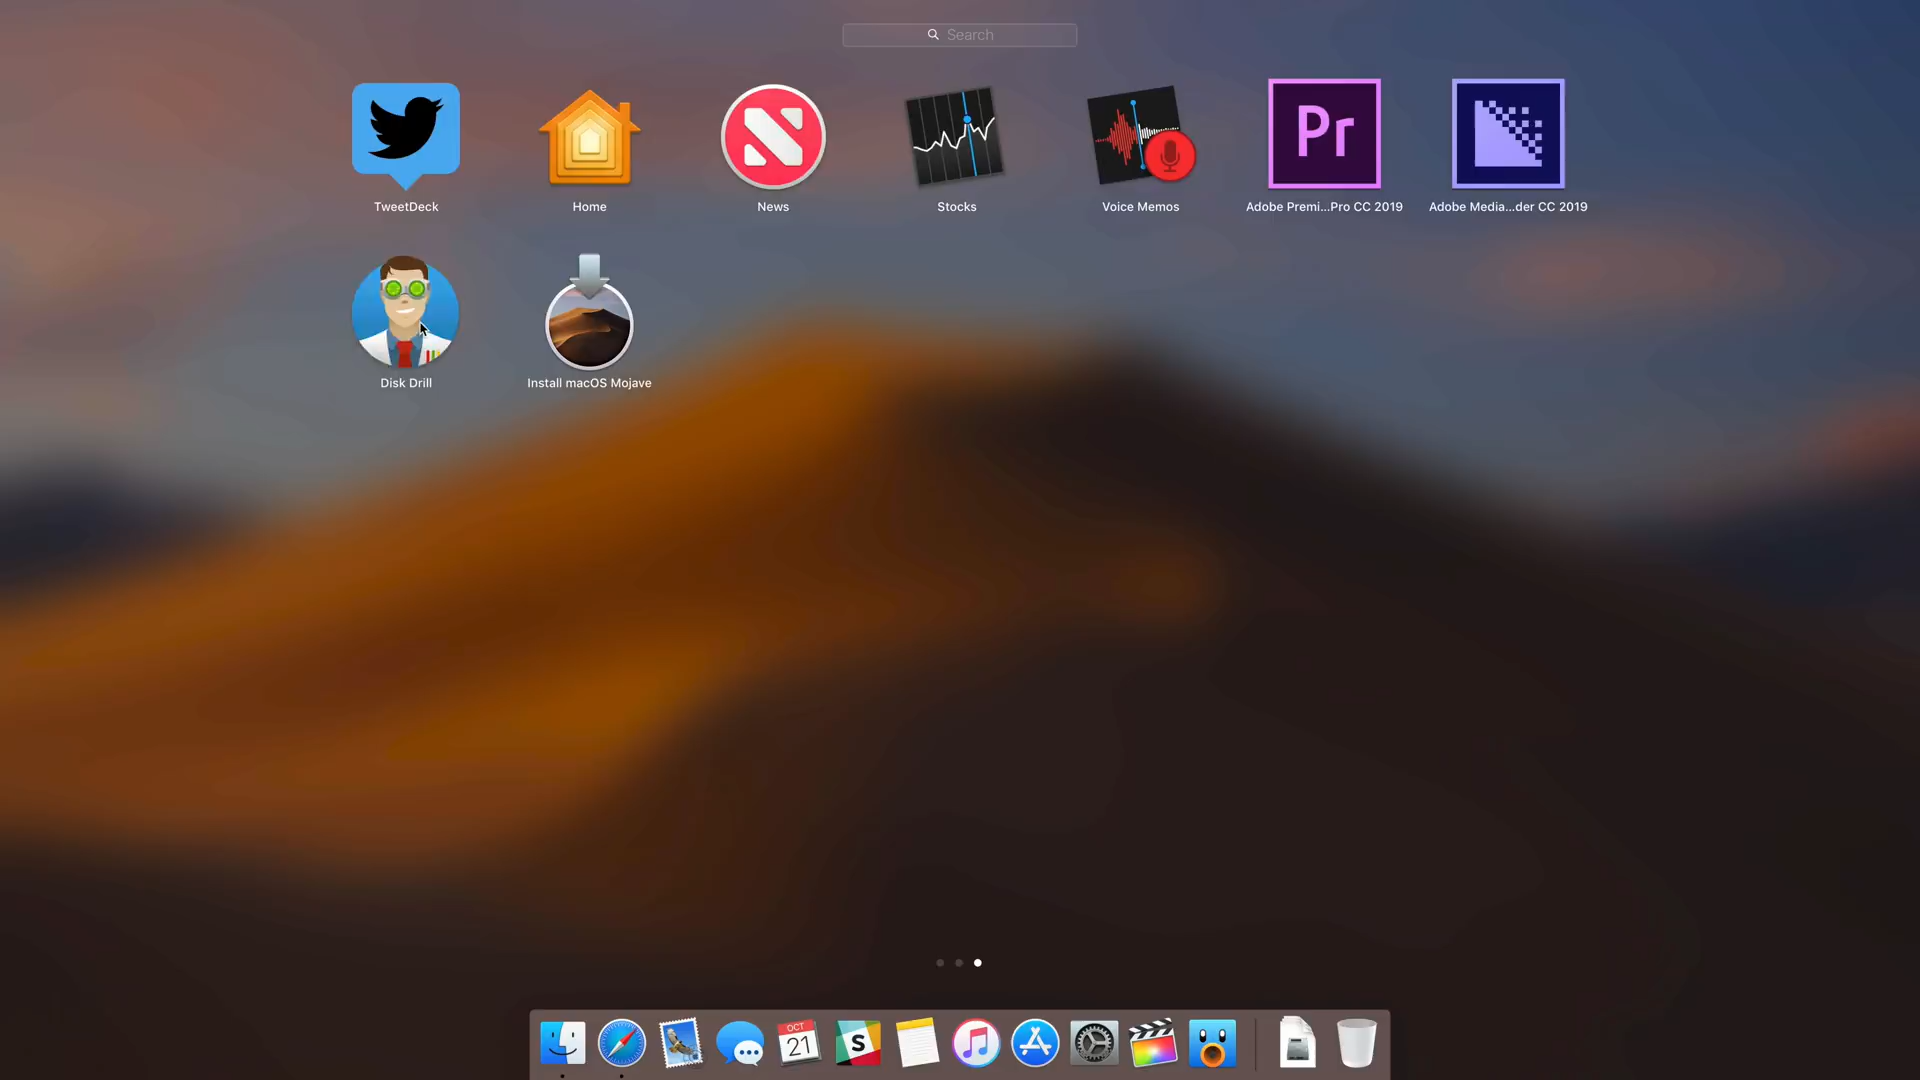 Search
TweetDeck
Home
News
Stocks
Voice Memos
Pr
Adobe Premi...Pro CC 2019
Adobe Media...der CC 2019
Disk Drill
Install macOS Mojave
OCT
21
S